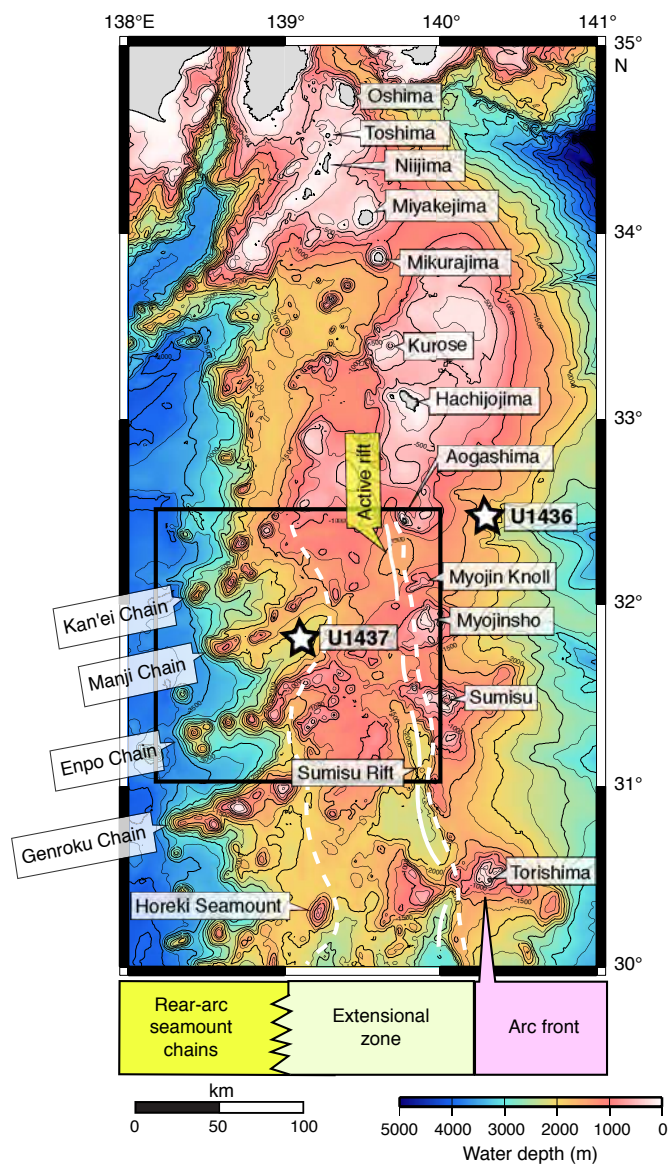 138°E
139°
140°
141°
35°
N
Oshima
Toshima
Niijima
Miyakejima
34°
Mikurajima
Kurose
Hachijojima
33°
Active rift
Aogashima
U1436
Myojin Knoll
Kan'ei Chain
32°
Myojinsho
U1437
Manji Chain
Sumisu
Enpo Chain
Sumisu Rift
31°
Genroku Chain
Torishima
Horeki Seamount
30°
Rear-arc
seamount
chains
Extensional
zone
Arc front
km
0 50 100
5000 4000 3000 2000 1000 0
Water depth (m)